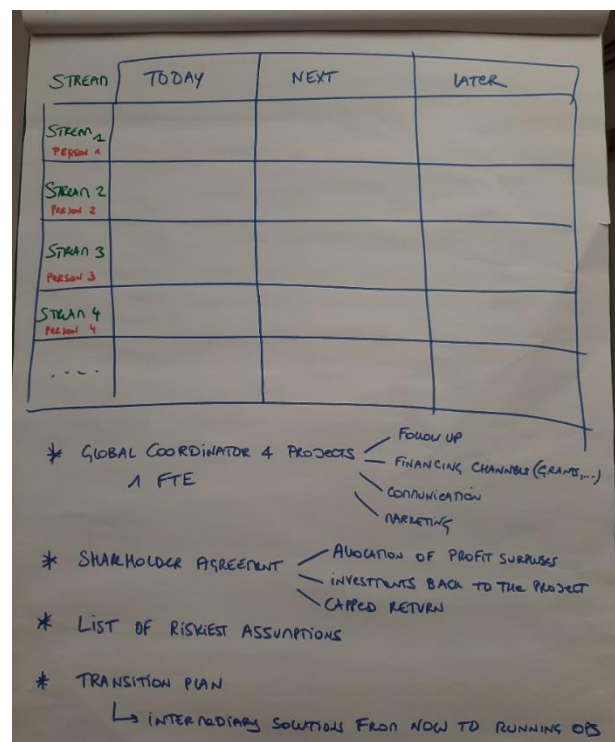 STREAM TODAY NEXT LATER
STREAM 1
PERSON 1
STREAM 2
PERSON 2
STREAM 3
PERSON 3
STREAM 4
PERSON 4
.....
* GLOBAL COORDINATOR 4 PROJECTS
1 FTE
FOLLOW UP
FINANCING CHANNELS (GRANTS,...)
COMMUNICATION
MARKETING
* SHAREHOLDER AGREEMENT
ALLOCATION OF PROFIT SURPLUSES
INVESTMENTS BACK TO THE PROJECT
CAPPED RETURN
* LIST OF RISKIEST ASSUMPTIONS
* TRANSITION PLAN
↳ INTERMEDIARY SOLUTIONS FROM NOW TO RUNNING OPS